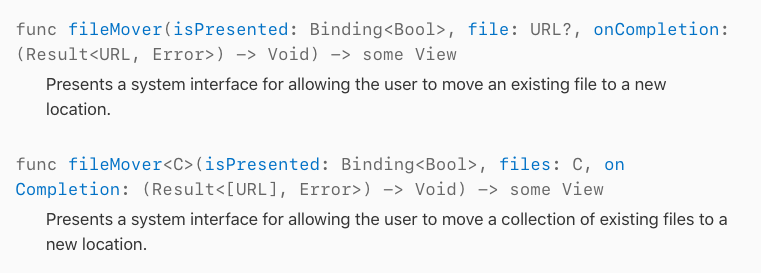 func fileMover(isPresented: Binding<Bool>, file: URL?, onCompletion:
(Result<URL, Error>) –> Void) –> some View
Presents a system interface for allowing the user to move an existing file to a new
location.
func fileMover<C>(isPresented: Binding<Bool>, files: C, on
Completion: (Result<[URL], Error>) –> Void) –> some View
Presents a system interface for allowing the user to move a collection of existing files to a
new location.